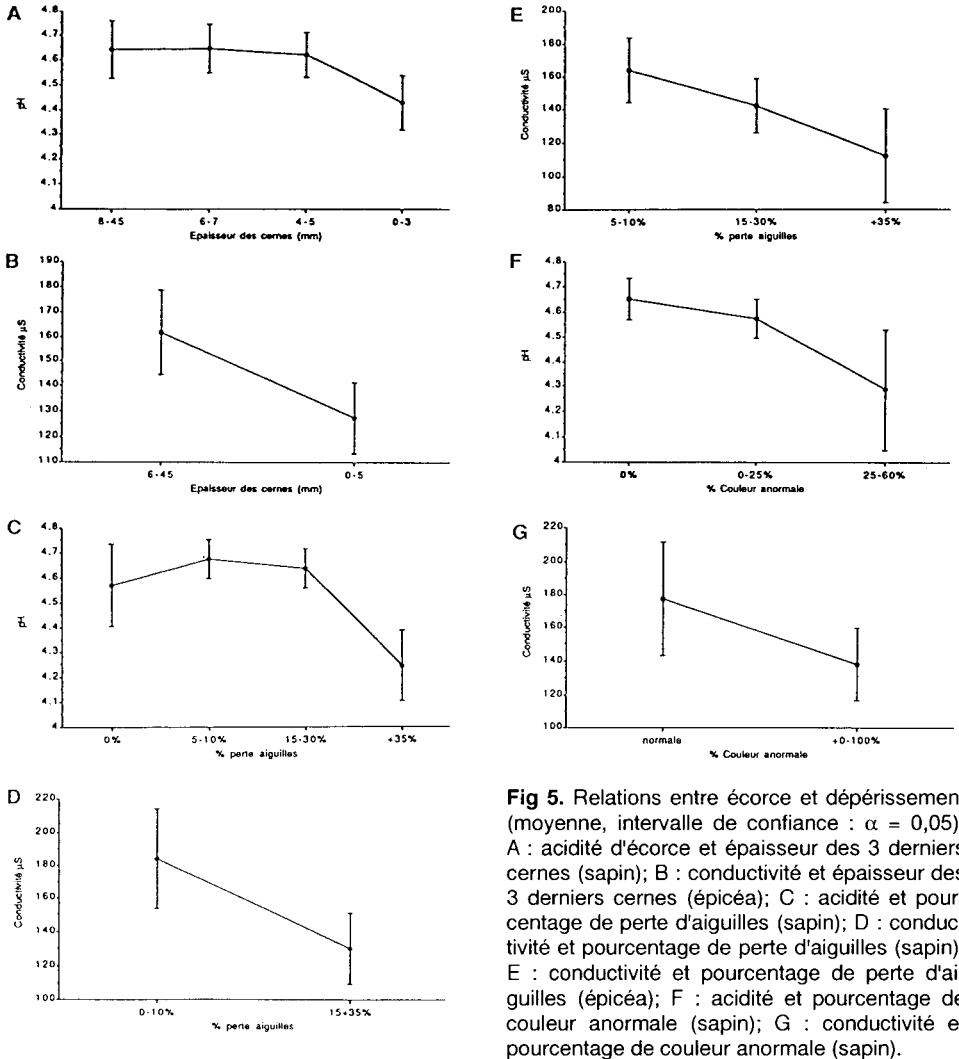 A
4.8
4.7
4.6
4.5
4.4
4.3
4.2
4.1
4
pH
8-45 6-7 4-5 0-3
Epaisseur des cernes (mm)
B
190
180
170
160
150
140
130
120
110
Conductivité µS
6-45 0-5
Epaisseur des cernes (mm)
C
4.8
4.7
4.6
4.5
4.4
4.3
4.2
4.1
4
pH
0% 5-10% 15-30% +35%
% perte aiguilles
D
220
200
180
160
140
120
100
Conductivité µS
0-10% 15+35%
% perte aiguilles
E
200
180
160
140
120
100
80
Conductivité µS
5-10% 15-30% +35%
% perte aiguilles
F
4.8
4.7
4.6
4.5
4.4
4.3
4.2
4.1
4
pH
0% 0-25% 25-60%
% Couleur anormale
G
220
200
180
160
140
120
100
Conductivité µS
normale +0-100%
% Couleur anormale
Fig 5. Relations entre écorce et dépérissemen
(moyenne, intervalle de confiance : α = 0,05)
A : acidité d'écorce et épaisseur des 3 derniers
cernes (sapin); B : conductivité et épaisseur des
3 derniers cernes (épicéa); C : acidité et pour
centage de perte d'aiguilles (sapin); D : conduc
tivité et pourcentage de perte d'aiguilles (sapin)
E : conductivité et pourcentage de perte d'ai
guilles (épicéa); F : acidité et pourcentage de
couleur anormale (sapin); G : conductivité e
pourcentage de couleur anormale (sapin).